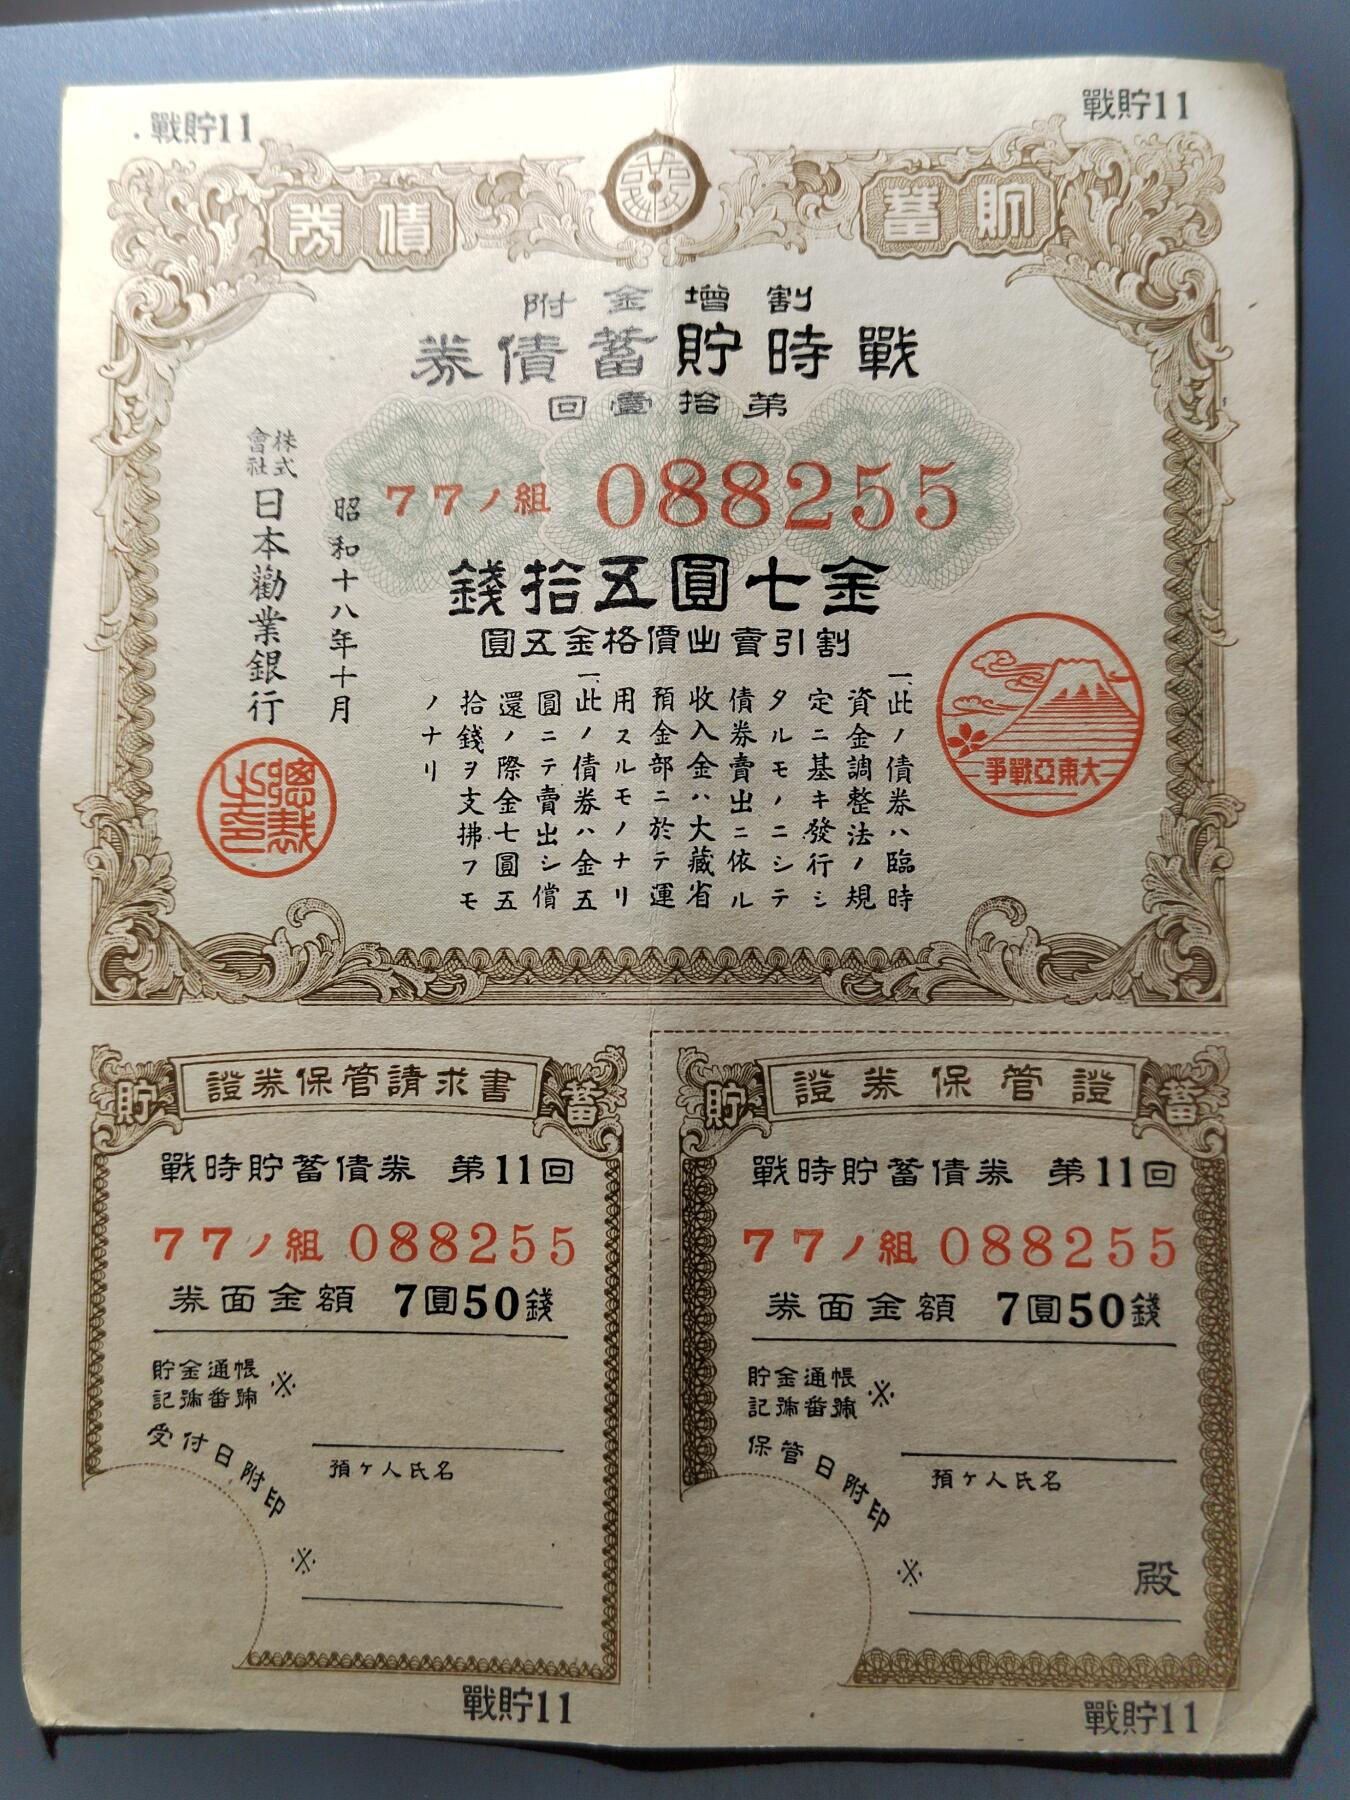 戰貯11
戰貯11
貯蓄
債券
割增金附
戰時貯蓄債券
第拾壹回
77ノ組 088255
金七圓五拾錢
割引賣出價格金五圓
一、此ノ債券ハ臨時
資金調整法ノ規
定ニ基キ發行シ
タルモノニシテ
債券賣出ニ依ル
收入金ハ大藏省
預金部ニ於テ運
用スルモノナリ
一、此ノ債券ハ金五
圓ニテ賣出シ償
還ノ際金七圓五
拾錢ヲ支拂フモ
ノナリ
昭和十八年十月
株式會社日本勸業銀行
總裁之印
大東亞戰爭
貯 證券保管請求書 蓄
戰時貯蓄債券 第11回
77ノ組 088255
券面金額 7圓50錢
貯金通帳
記號番號 ※
受付日附印
預ケ人氏名
※
貯 證券保管證 蓄
戰時貯蓄債券 第11回
77ノ組 088255
券面金額 7圓50錢
貯金通帳
記號番號 ※
保管日附印
預ケ人氏名
※
殿
戰貯11
戰貯11